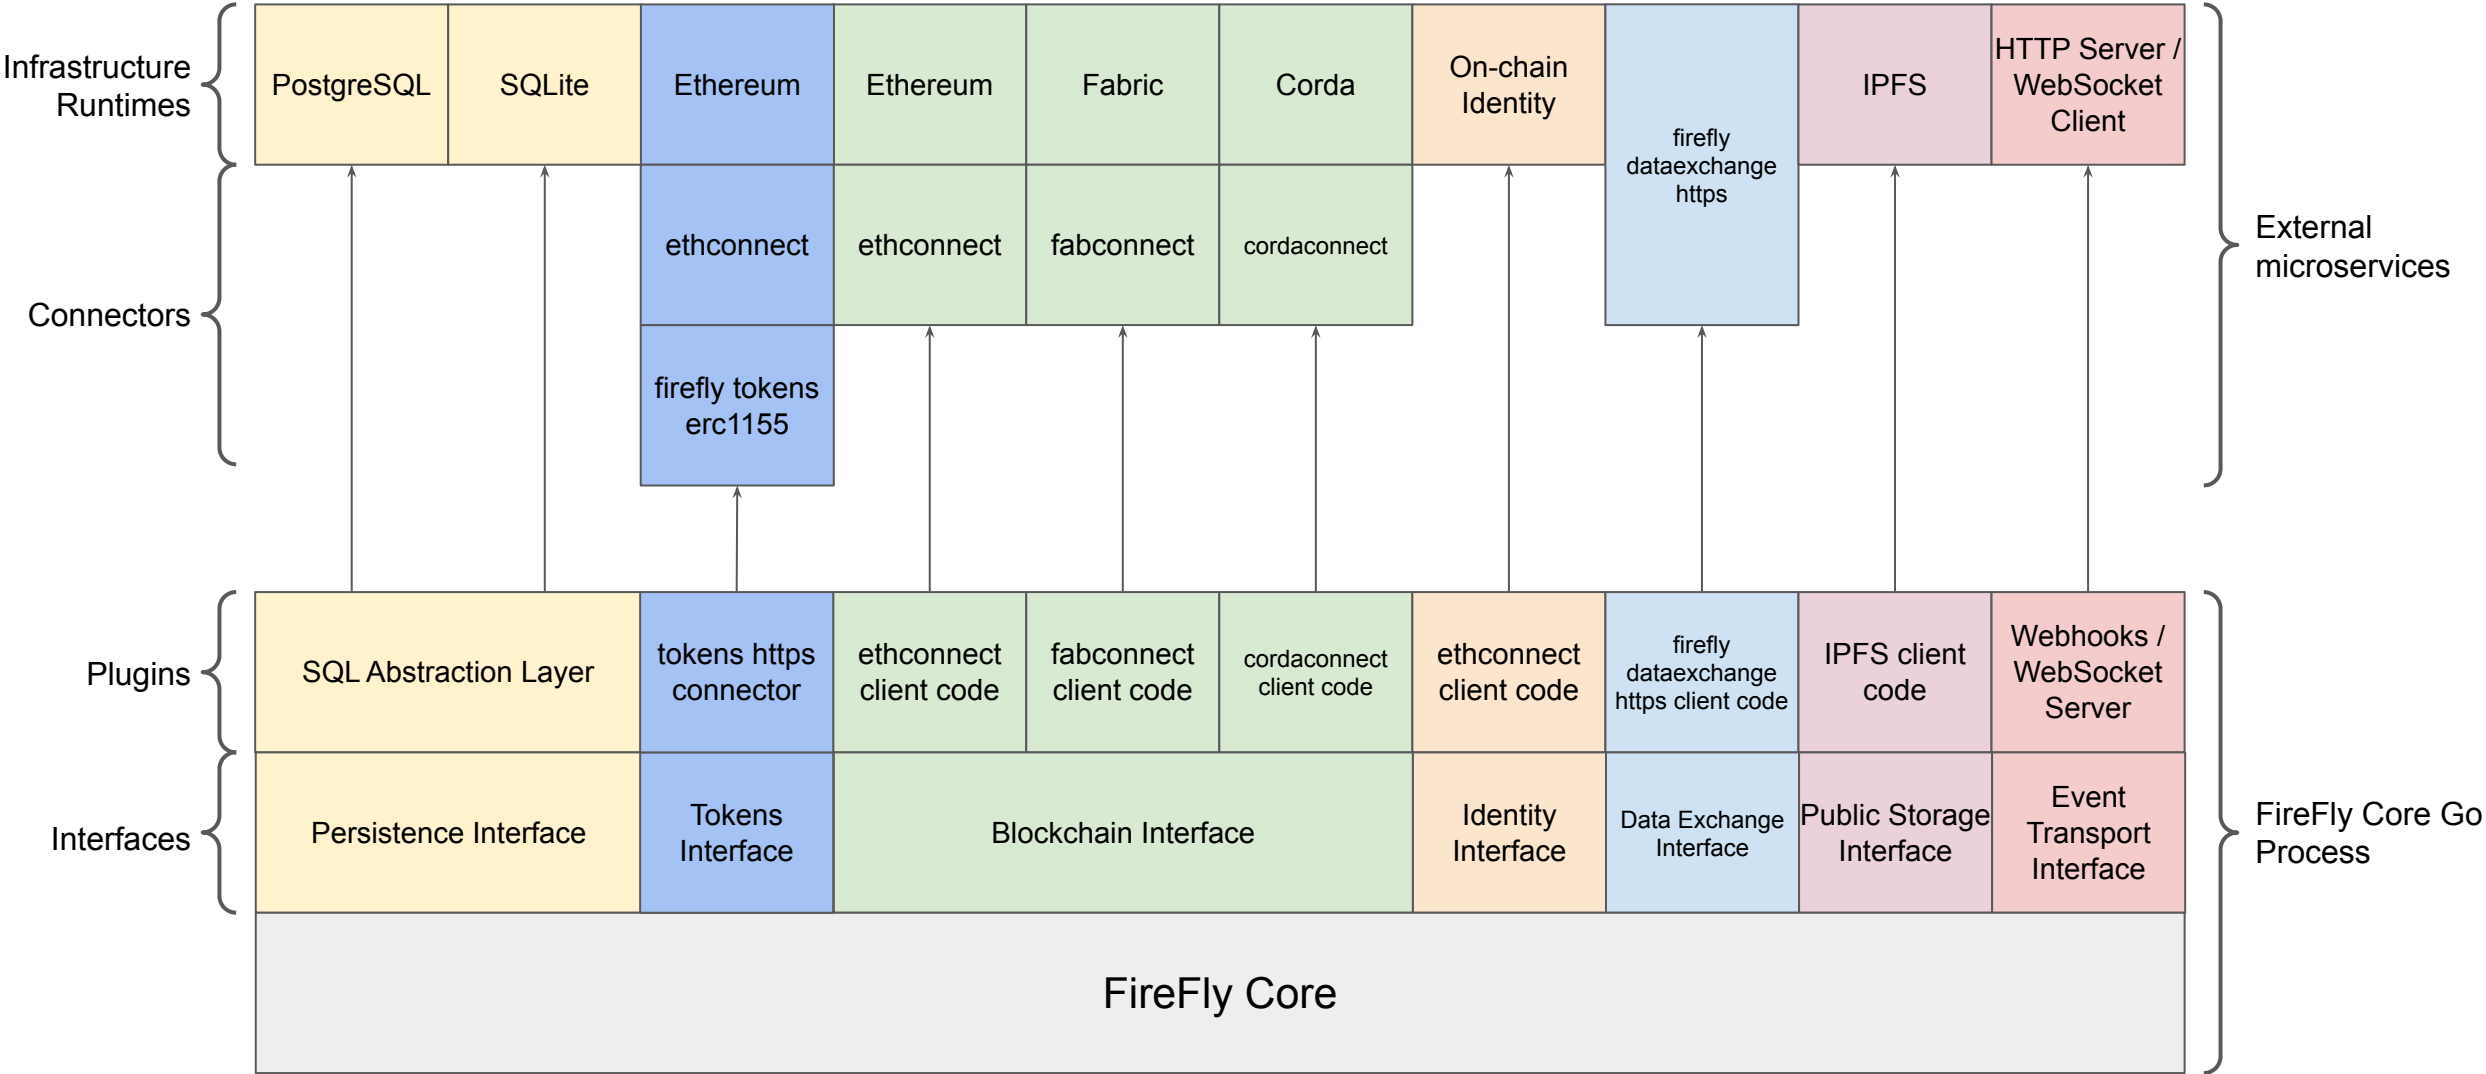 Infrastructure
Runtimes
PostgreSQL
SQLite
Ethereum
Ethereum
Fabric
Corda
On-chain
Identity
firefly
dataexchange
https
IPFS
HTTP Server /
WebSocket
Client
Connectors
ethconnect
ethconnect
fabconnect
cordaconnect
firefly tokens
erc1155
External
microservices
Plugins
SQL Abstraction Layer
tokens https
connector
ethconnect
client code
fabconnect
client code
cordaconnect
client code
ethconnect
client code
firefly
dataexchange
https client code
IPFS client
code
Webhooks /
WebSocket
Server
Interfaces
Persistence Interface
Tokens
Interface
Blockchain Interface
Identity
Interface
Data Exchange
Interface
Public Storage
Interface
Event
Transport
Interface
FireFly Core Go
Process
FireFly Core